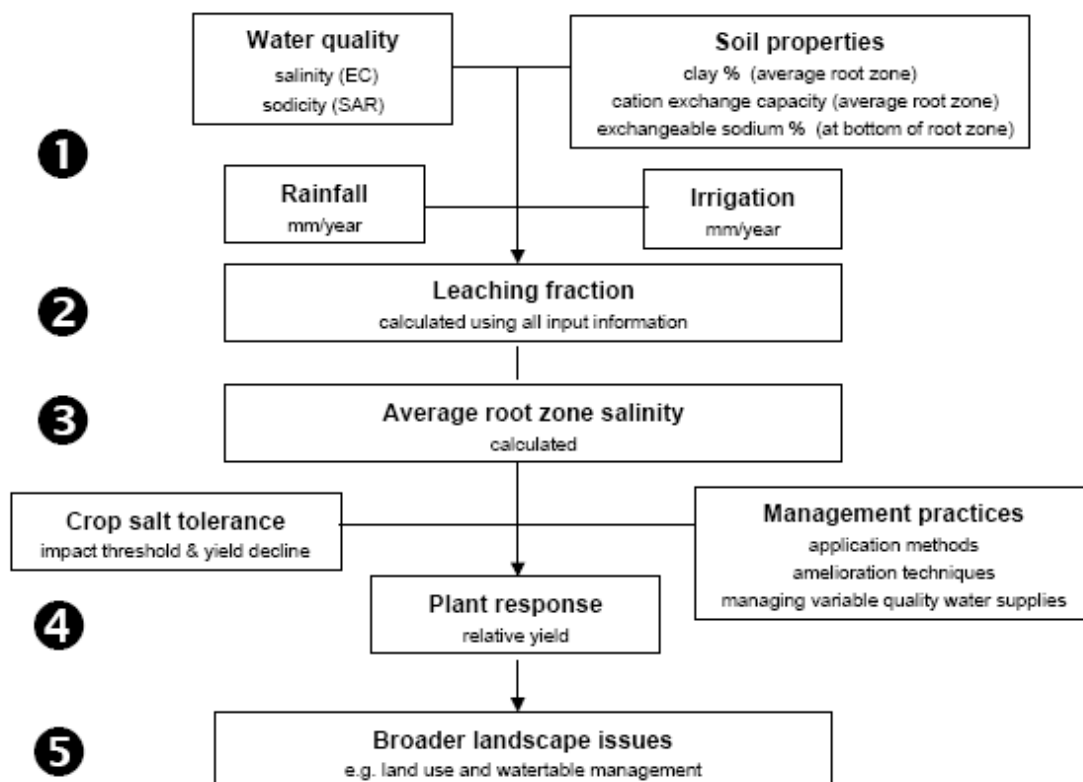 Water quality
salinity (EC)
sodicity (SAR)
Soil properties
clay % (average root zone)
cation exchange capacity (average root zone)
exchangeable sodium % (at bottom of root zone)
1
Rainfall
mm/year
Irrigation
mm/year
2
Leaching fraction
calculated using all input information
3
Average root zone salinity
calculated
Crop salt tolerance
impact threshold & yield decline
Management practices
application methods
amelioration techniques
managing variable quality water supplies
4
Plant response
relative yield
5
Broader landscape issues
e.g. land use and watertable management